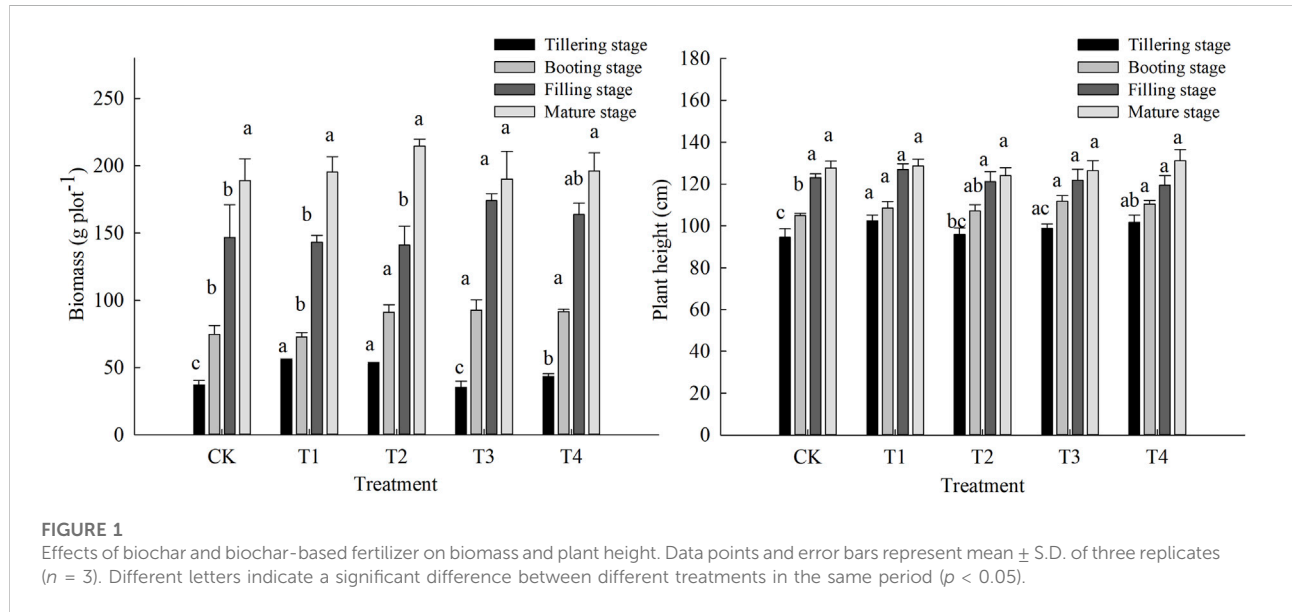 Tillering stage
Booting stage
Filling stage
Mature stage
250
200
150
100
50
0
Biomass (g plot⁻¹)
c b b a
a b b a
a a b a
c a a a
b a ab a
CK T1 T2 T3 T4
Treatment
Tillering stage
Booting stage
Filling stage
Mature stage
180
160
140
120
100
80
60
40
20
0
Plant height (cm)
c b a a
a a a a
bc ab a a
ac a a a
ab a a a
CK T1 T2 T3 T4
Treatment
FIGURE 1
Effects of biochar and biochar-based fertilizer on biomass and plant height. Data points and error bars represent mean ± S.D. of three replicates
(n = 3). Different letters indicate a significant difference between different treatments in the same period (p < 0.05).